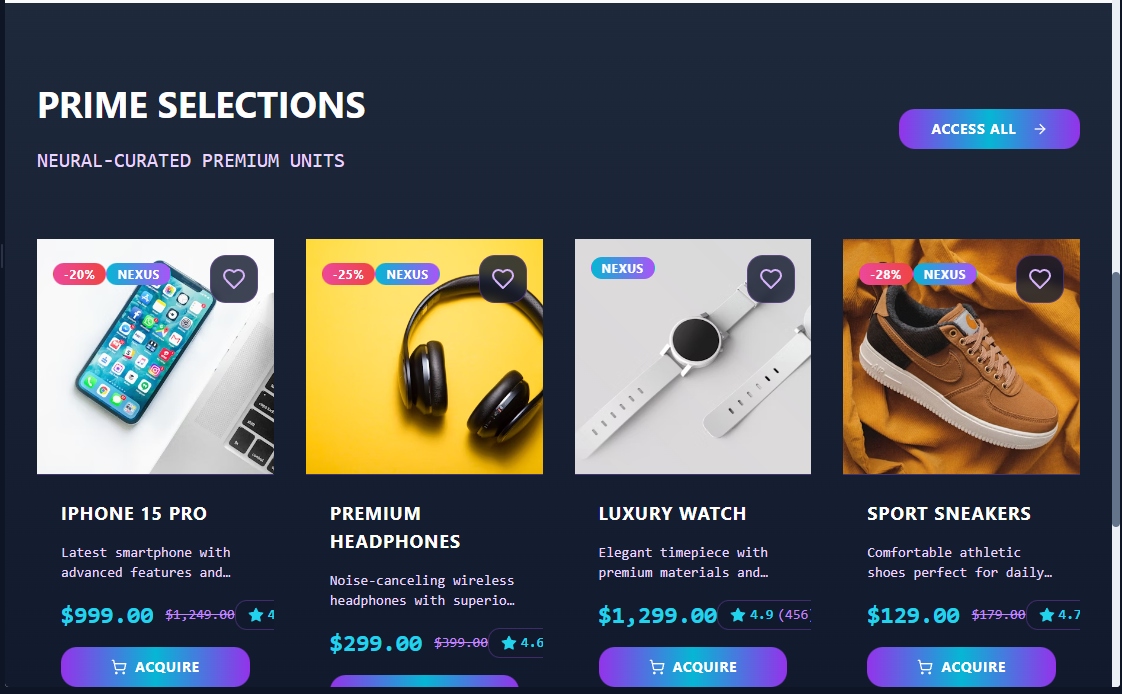 PRIME SELECTIONS
NEURAL-CURATED PREMIUM UNITS
ACCESS ALL →
-20% NEXUS
-25% NEXUS
NEXUS
-28% NEXUS
IPHONE 15 PRO
Latest smartphone with
advanced features and…
$999.00 $1,249.00 ★ 4
ACQUIRE
PREMIUM
HEADPHONES
Noise-canceling wireless
headphones with superio…
$299.00 $399.00 ★ 4.6
LUXURY WATCH
Elegant timepiece with
premium materials and…
$1,299.00 ★ 4.9 (456)
ACQUIRE
SPORT SNEAKERS
Comfortable athletic
shoes perfect for daily…
$129.00 $179.00 ★ 4.7
ACQUIRE